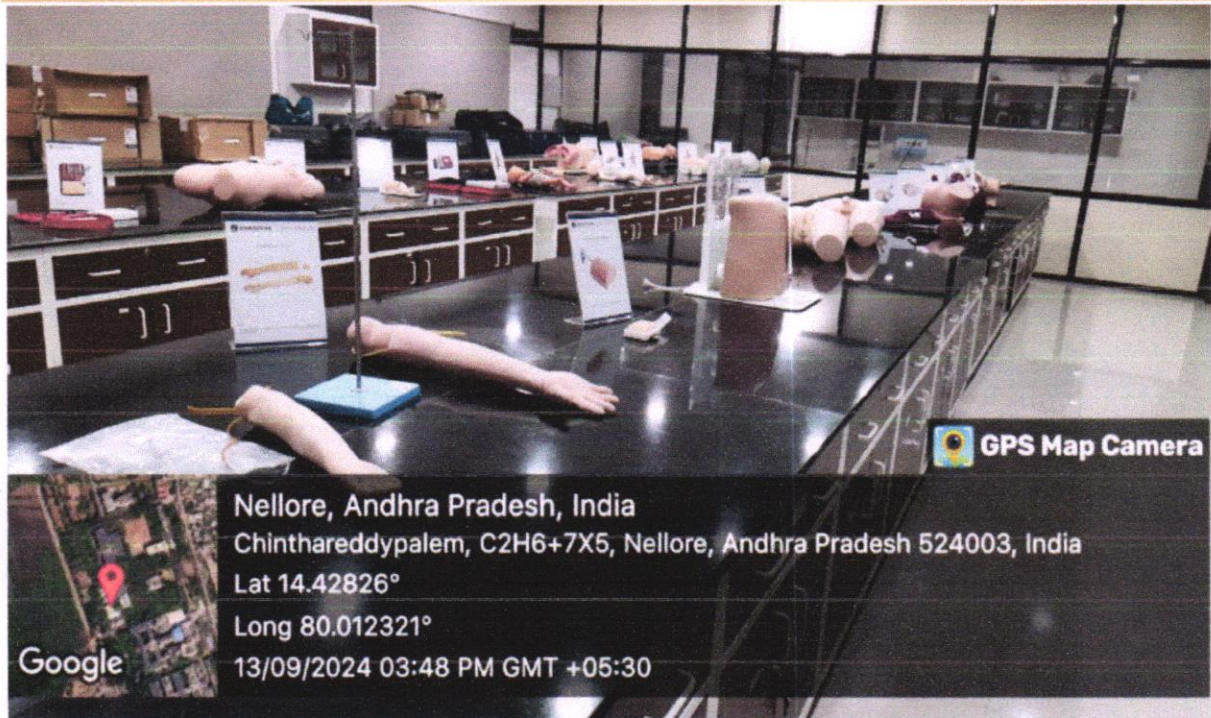 GPS Map Camera
Nellore, Andhra Pradesh, India
Chinthareddypalem, C2H6+7X5, Nellore, Andhra Pradesh 524003, India
Lat 14.42826°
Long 80.012321°
13/09/2024 03:48 PM GMT +05:30
Google